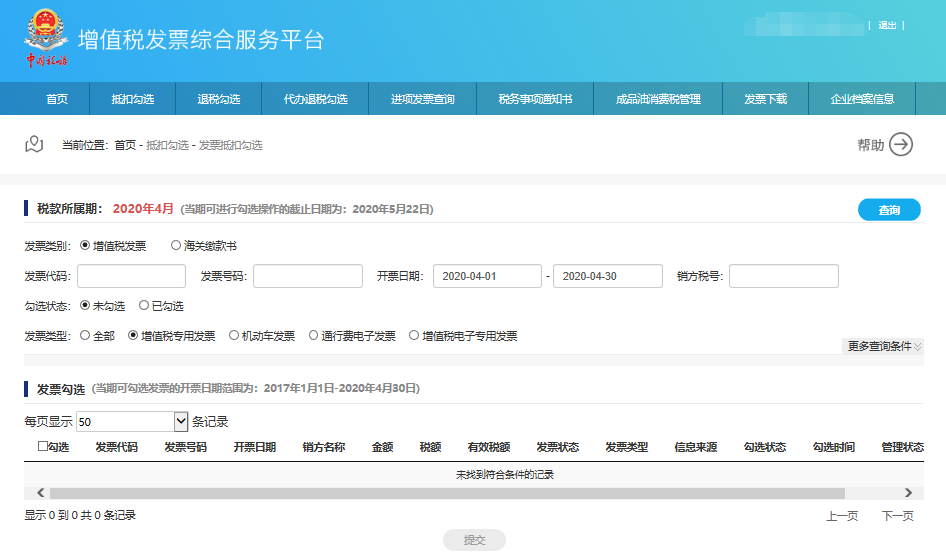 增值税发票综合服务平台
中国税务
| 退出 |
首页 抵扣勾选 退税勾选 代办退税勾选 进项发票查询 税务事项通知书 成品油消费税管理 发票下载 企业档案信息
当前位置：首页 - 抵扣勾选 - 发票抵扣勾选 帮助
税款所属期： 2020年4月 (当期可进行勾选操作的截止日期为：2020年5月22日) 查询
发票类别： 增值税发票 海关缴款书
发票代码： 发票号码： 开票日期： 2020-04-01 - 2020-04-30 销方税号：
勾选状态： 未勾选 已勾选
发票类型： 全部 增值税专用发票 机动车发票 通行费电子发票 增值税电子专用发票
更多查询条件
发票勾选 (当期可勾选发票的开票日期范围为：2017年1月1日-2020年4月30日)
每页显示 50 条记录
勾选 发票代码 发票号码 开票日期 销方名称 金额 税额 有效税额 发票状态 发票类型 信息来源 勾选状态 勾选时间 管理状态
未找到符合条件的记录
显示 0 到 0 共 0 条记录 上一页 下一页
提交